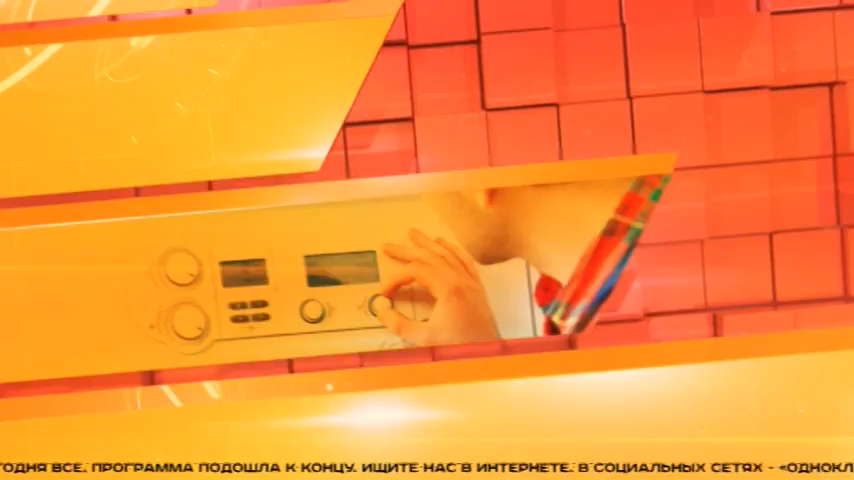 ГОДНЯ ВСЕ. ПРОГРАММА ПОДОШЛА К КОНЦУ. ИЩИТЕ НАС В ИНТЕРНЕТЕ. В СОЦИАЛЬНЫХ СЕТЯХ - «ОДНОКЛ